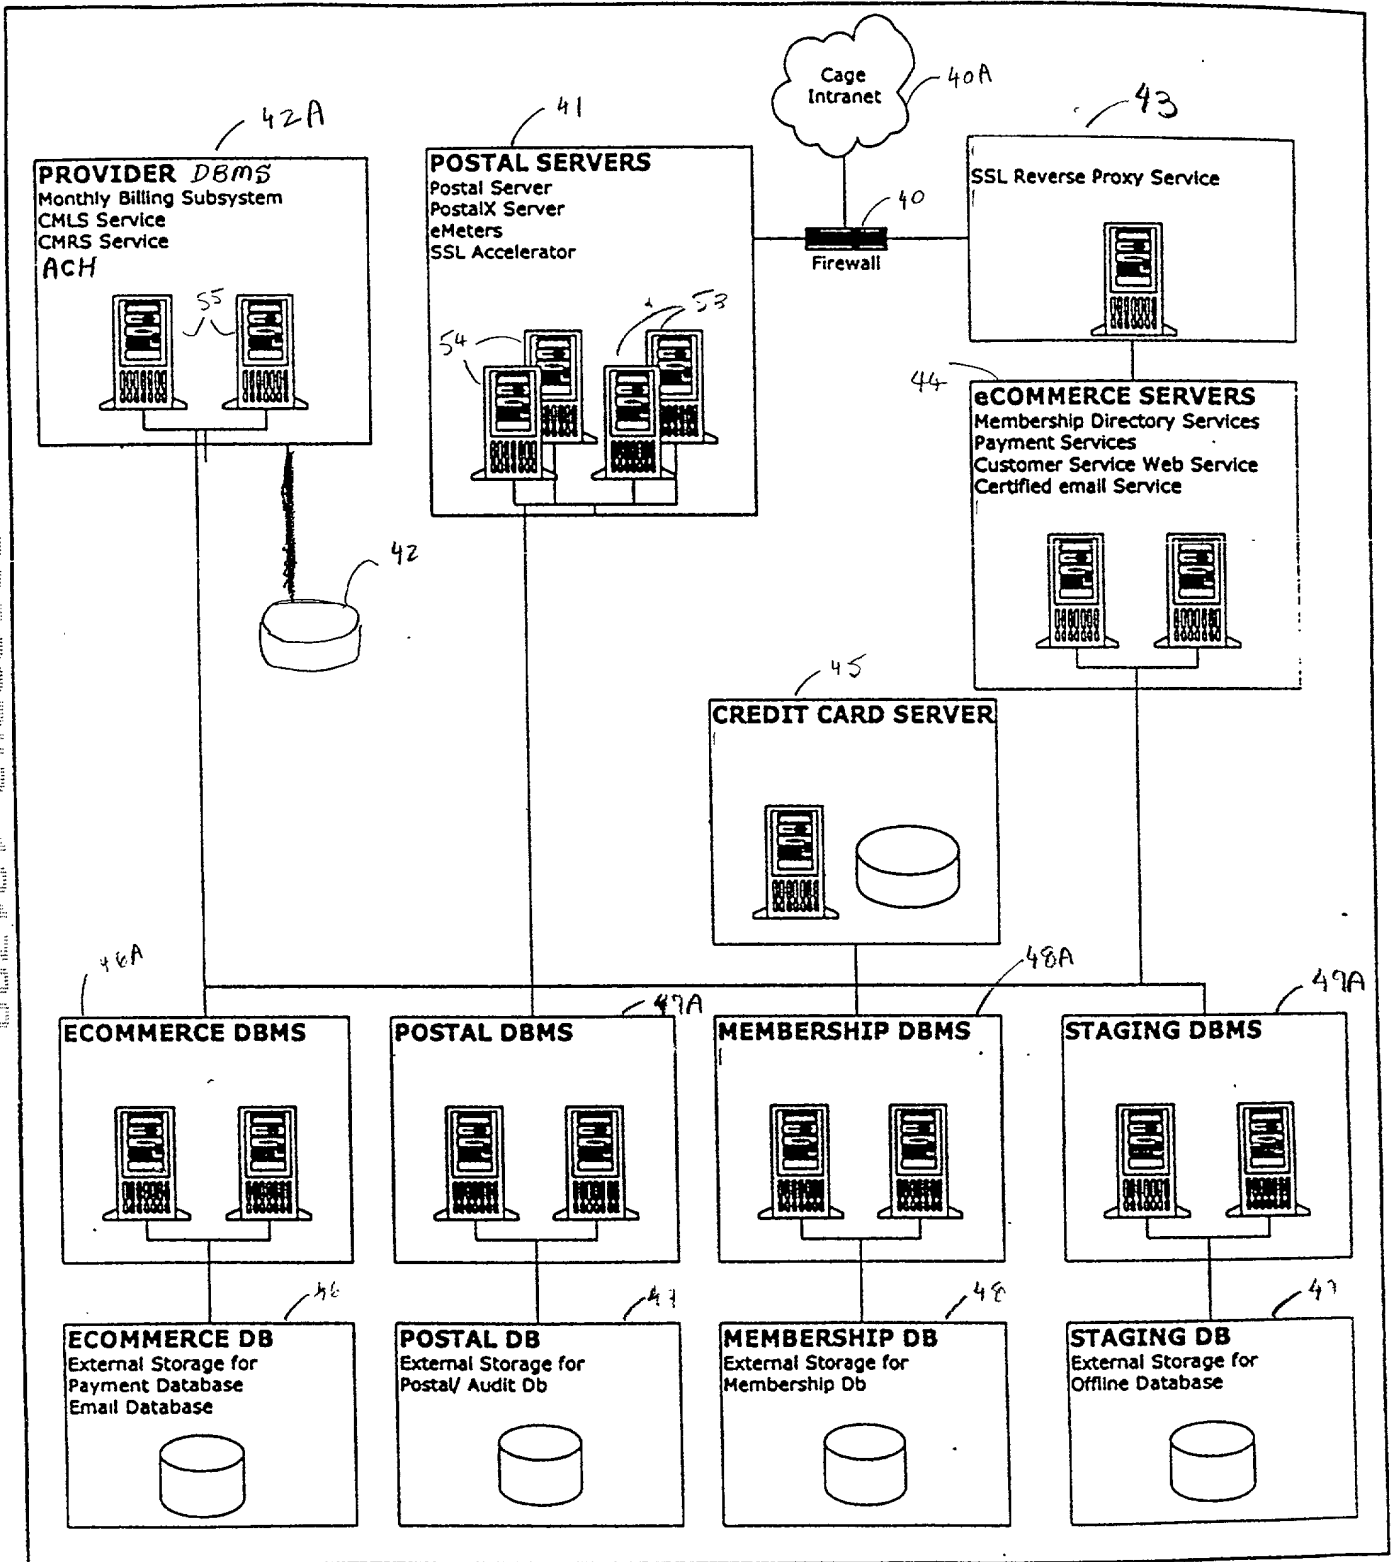 Cage
Intranet
40A
42A
41
43
PROVIDER DBMS
Monthly Billing Subsystem
CMLS Service
CMRS Service
ACH
55
POSTAL SERVERS
Postal Server
PostalX Server
eMeters
SSL Accelerator
54
53
40
Firewall
SSL Reverse Proxy Service
44
eCOMMERCE SERVERS
Membership Directory Services
Payment Services
Customer Service Web Service
Certified email Service
42
45
CREDIT CARD SERVER
46A
47A
48A
49A
ECOMMERCE DBMS
POSTAL DBMS
MEMBERSHIP DBMS
STAGING DBMS
46
47
48
ECOMMERCE DB
External Storage for
Payment Database
Email Database
POSTAL DB
External Storage for
Postal/ Audit Db
MEMBERSHIP DB
External Storage for
Membership Db
STAGING DB
External Storage for
Offline Database